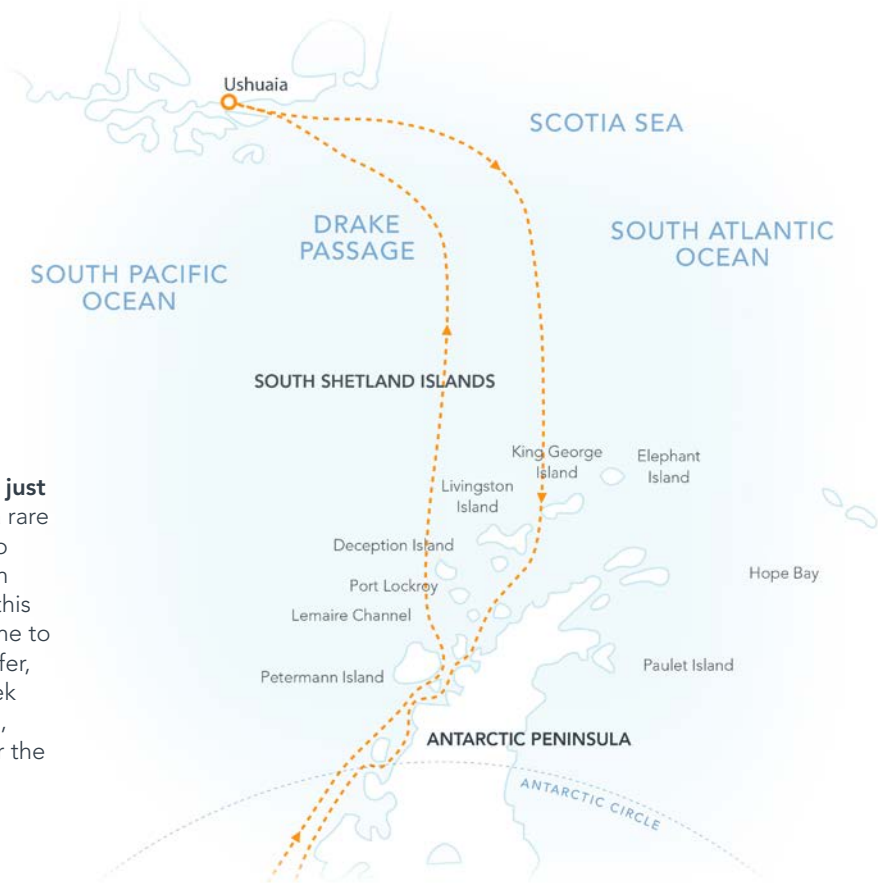 Ushuaia
SCOTIA SEA
DRAKE
PASSAGE
SOUTH ATLANTIC
OCEAN
SOUTH PACIFIC
OCEAN
SOUTH SHETLAND ISLANDS
King George
Island
Elephant
Island
Livingston
Island
Deception Island
Port Lockroy
Hope Bay
Lemaire Channel
Paulet Island
Petermann Island
ANTARCTIC PENINSULA
ANTARCTIC CIRCLE
just
rare
this
ne to
fer,
ek
r the